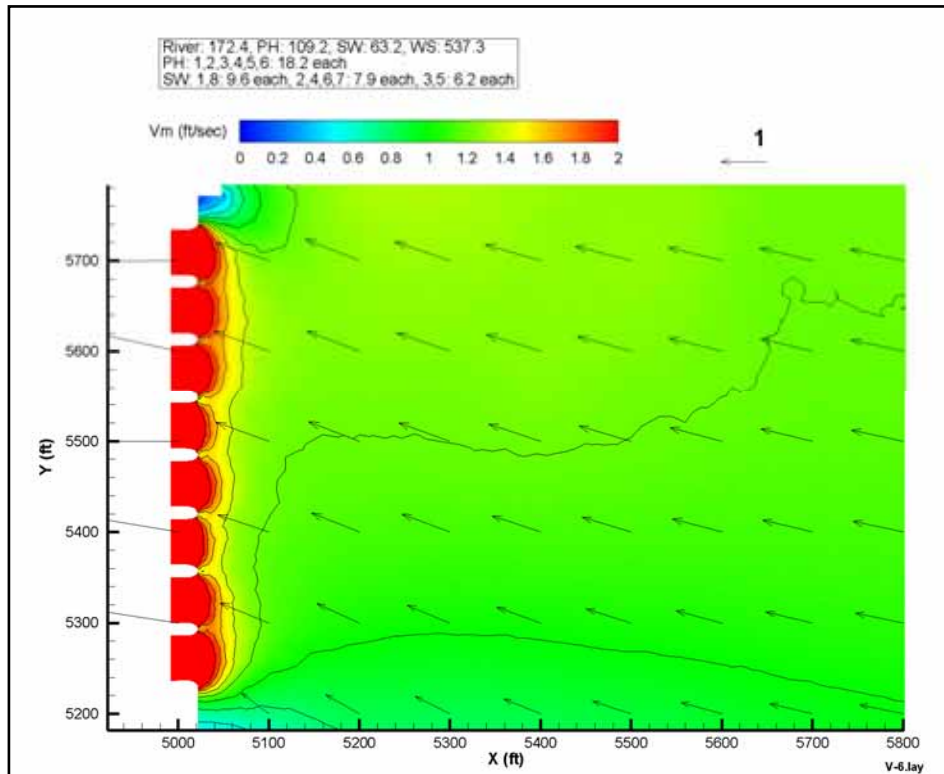 River: 172.4, PH: 109.2, SW: 63.2, WS: 537.3
PH: 1,2,3,4,5,6: 18.2 each
SW: 1,8: 9.6 each, 2,4,6,7: 7.9 each, 3,5: 6.2 each
Vm (ft/sec)
0 0.2 0.4 0.6 0.8 1 1.2 1.4 1.6 1.8 2
1
5700
5600
5500
Y (ft)
5400
5300
5200
5000 5100 5200 5300 5400 5500 5600 5700 5800
X (ft)
V-6.lay